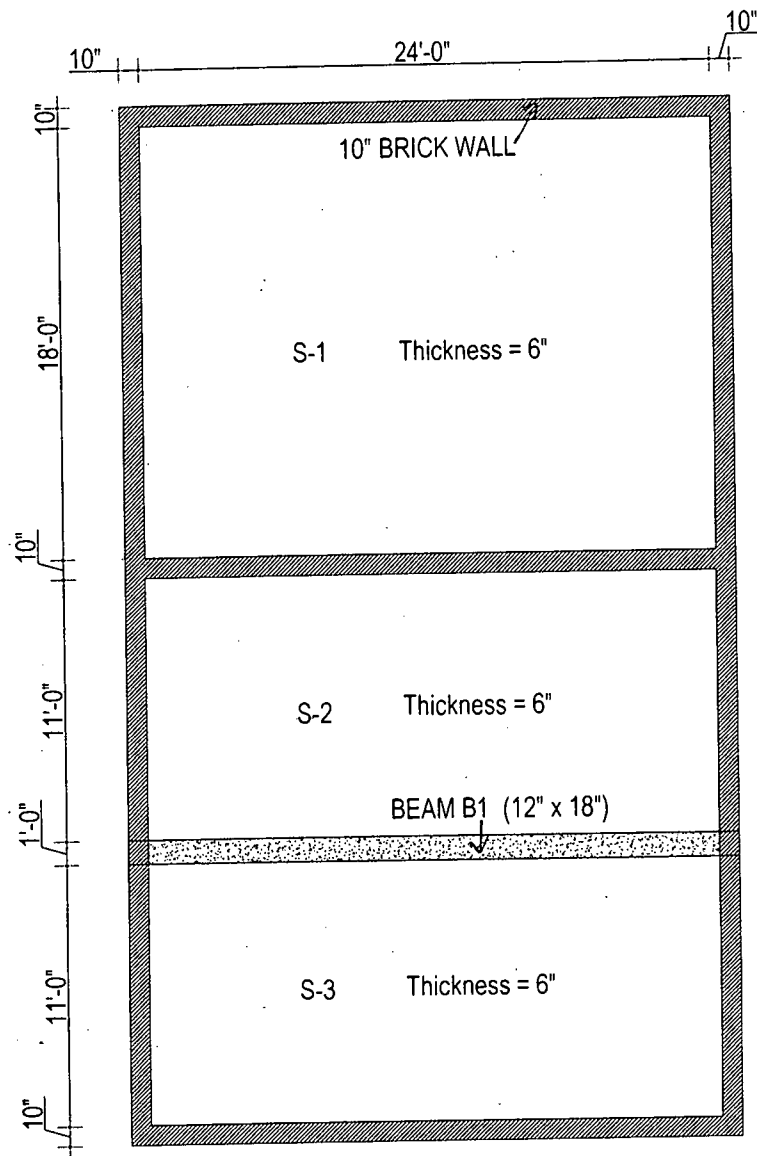 10"
10" 24'-0"
10"
10" BRICK WALL
18'-0"
S-1 Thickness = 6"
10"
11'-0"
S-2 Thickness = 6"
1'-0"
BEAM B1 (12" x 18")
11'-0"
S-3 Thickness = 6"
10"